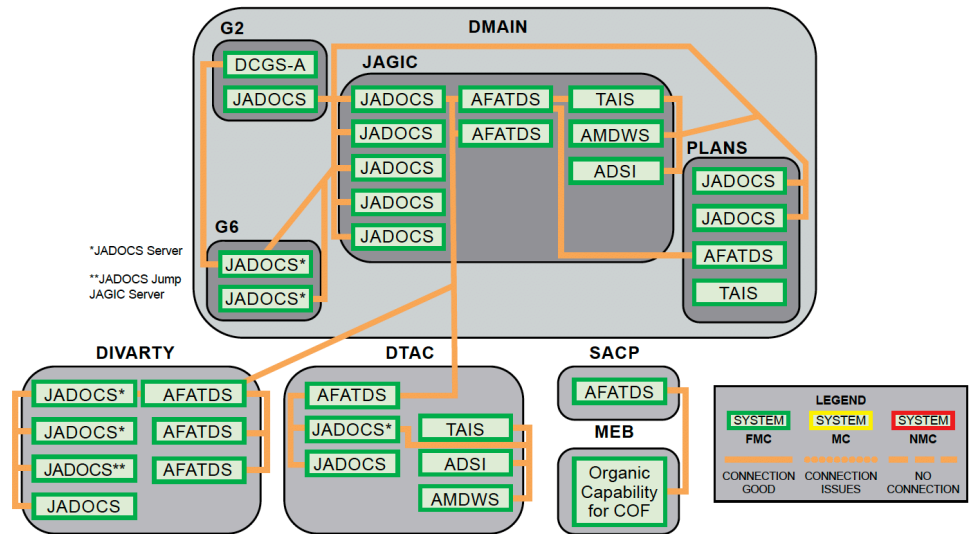 DMAIN
G2
DCGS-A
JADOCS
JAGIC
JADOCS
JADOCS
JADOCS
JADOCS
JADOCS
AFATDS
AFATDS
TAIS
AMDWS
ADSI
PLANS
JADOCS
JADOCS
AFATDS
TAIS
G6
JADOCS*
JADOCS*
*JADOCS Server
**JADOCS Jump
JAGIC Server
DIVARTY
JADOCS*
JADOCS*
JADOCS**
JADOCS
AFATDS
AFATDS
AFATDS
DTAC
AFATDS
JADOCS*
JADOCS
TAIS
ADSI
AMDWS
SACP
AFATDS
MEB
Organic
Capability
for COF
LEGEND
SYSTEM SYSTEM SYSTEM
FMC MC NMC
CONNECTION CONNECTION NO
GOOD ISSUES CONNECTION